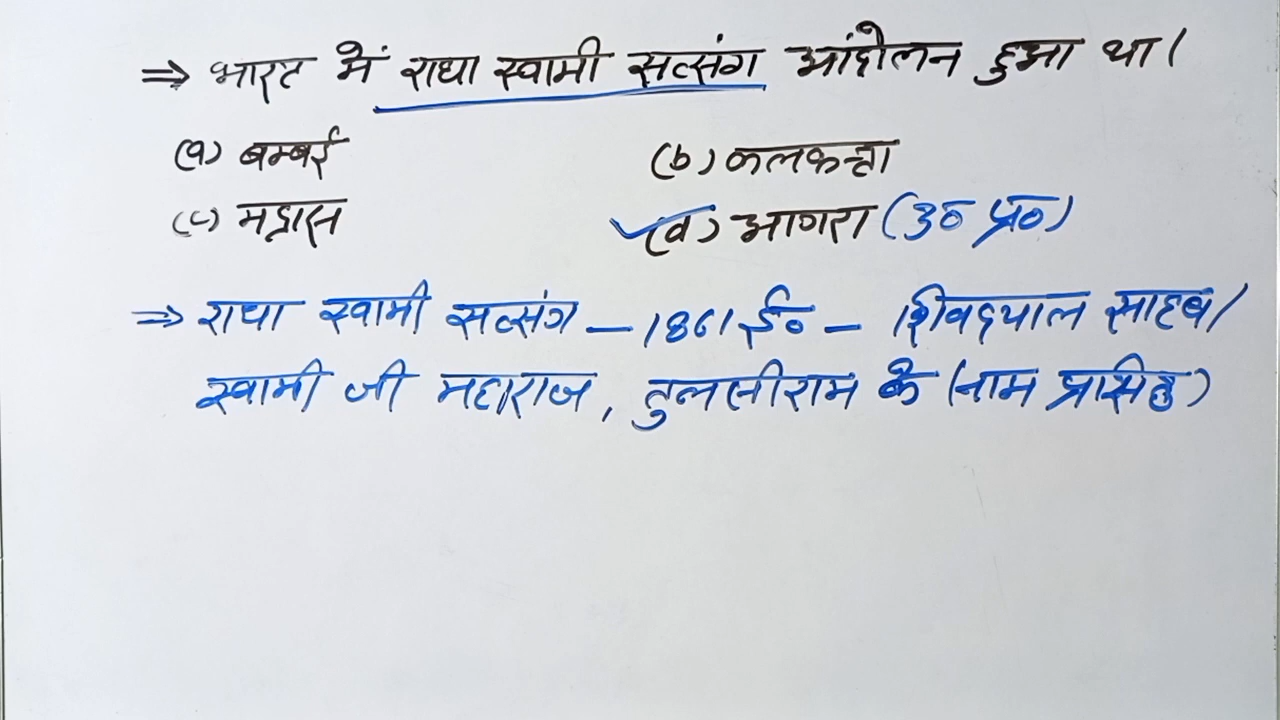 ⇒ भारत में राधा स्वामी सत्संग आंदोलन हुआ था।
(a) बम्बई (b) कलकत्ता
(c) मद्रास (d) आगरा (उ० प्र०)
⇒ राधा स्वामी सत्संग – 1861 ई० – शिवदयाल साहब।
स्वामी जी महाराज, तुलसीराम के (नाम प्रसिद्ध)